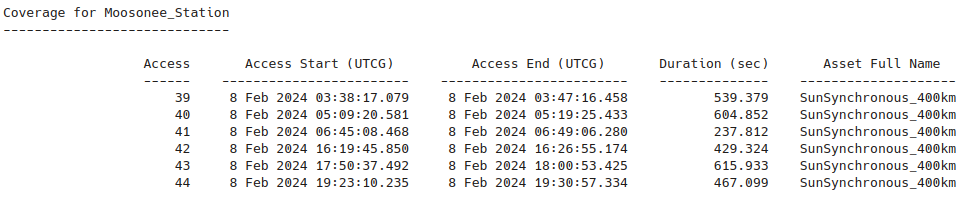 Coverage for Moosonee_Station
-----------------------------
Access Access Start (UTCG) Access End (UTCG) Duration (sec) Asset Full Name
------ ------------------------ ------------------------ -------------- --------------------
39 8 Feb 2024 03:38:17.079 8 Feb 2024 03:47:16.458 539.379 SunSynchronous_400km
40 8 Feb 2024 05:09:20.581 8 Feb 2024 05:19:25.433 604.852 SunSynchronous_400km
41 8 Feb 2024 06:45:08.468 8 Feb 2024 06:49:06.280 237.812 SunSynchronous_400km
42 8 Feb 2024 16:19:45.850 8 Feb 2024 16:26:55.174 429.324 SunSynchronous_400km
43 8 Feb 2024 17:50:37.492 8 Feb 2024 18:00:53.425 615.933 SunSynchronous_400km
44 8 Feb 2024 19:23:10.235 8 Feb 2024 19:30:57.334 467.099 SunSynchronous_400km